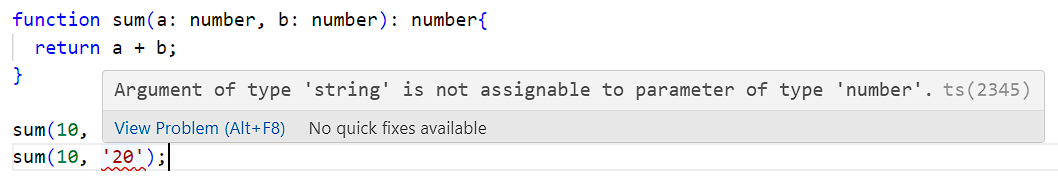 function sum(a: number, b: number): number{
  return a + b;
}
Argument of type 'string' is not assignable to parameter of type 'number'. ts(2345)
View Problem (Alt+F8) No quick fixes available
sum(10,
sum(10, '20');